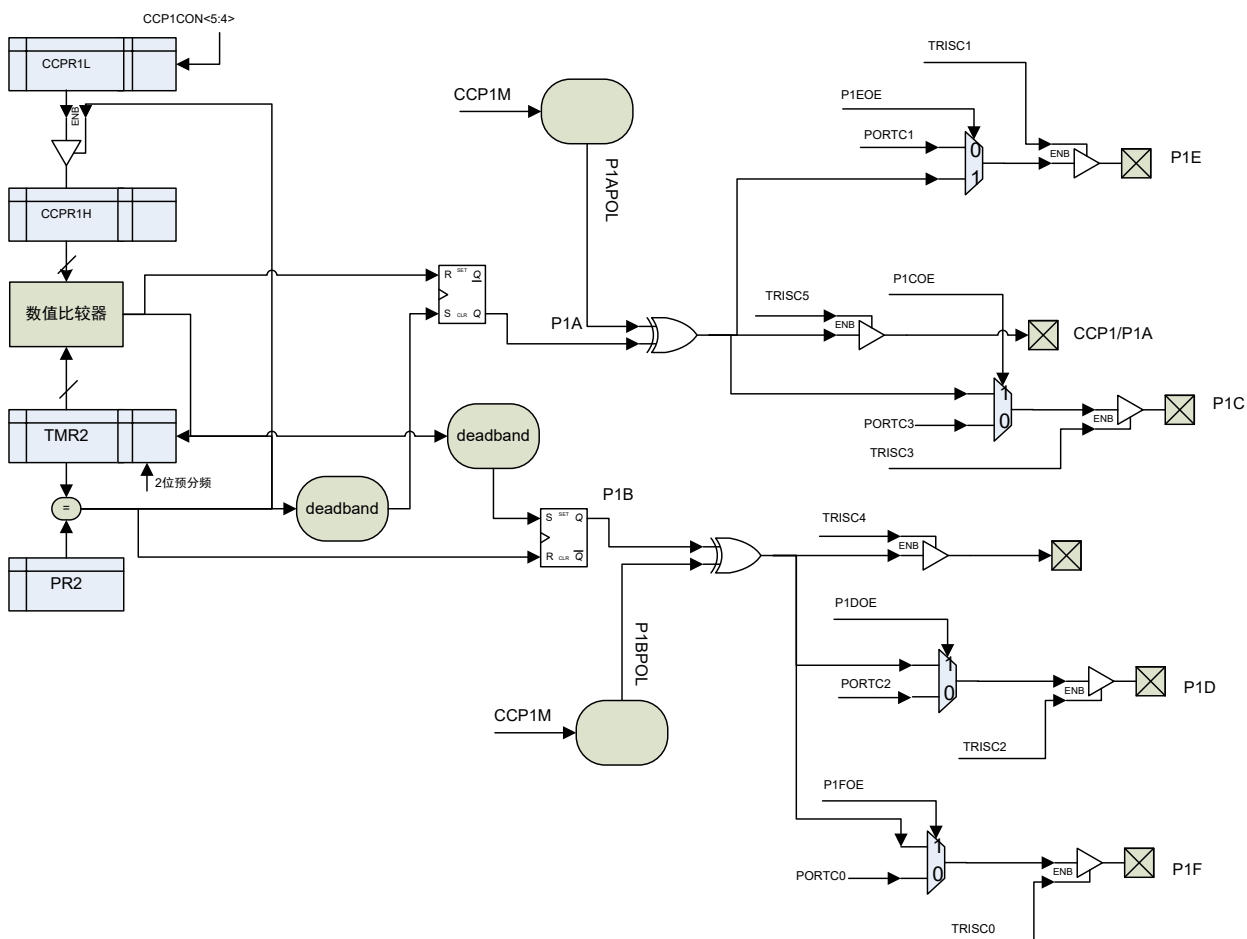 CCP1CON<5:4>
CCPR1L
ENB
CCPR1H
数值比较器
TMR2
2位预分频
=
PR2
deadband
deadband
CCP1M
P1APOL
R SET Q
S CLR Q
P1A
P1B
S SET Q
R CLR Q
P1BPOL
CCP1M
TRISC1
P1EOE
PORTC1
0
1
ENB
P1E
TRISC5
ENB
P1COE
CCP1/P1A
1
0
PORTC3
ENB
TRISC3
P1C
TRISC4
ENB
P1DOE
1
0
PORTC2
ENB
TRISC2
P1D
P1FOE
1
0
PORTC0
ENB
TRISC0
P1F